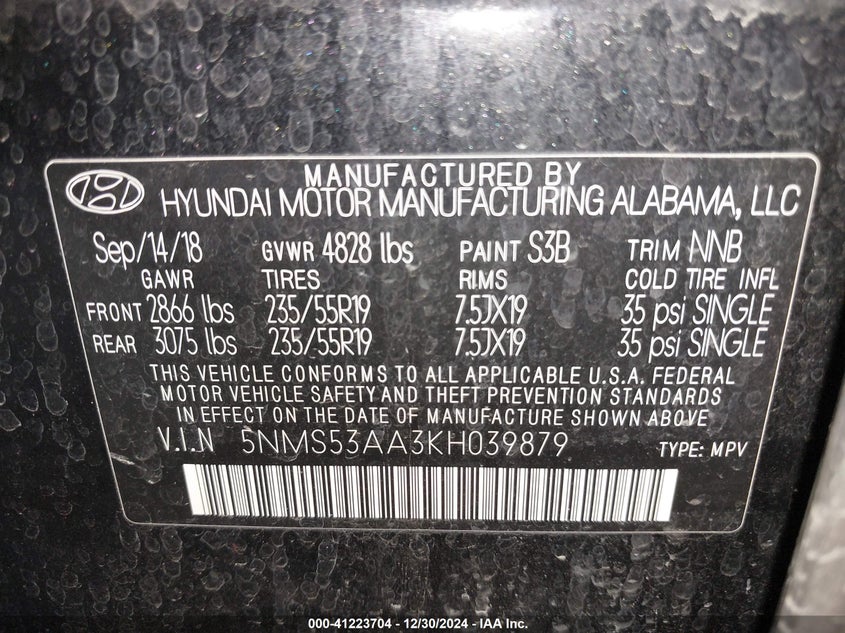 MANUFACTURED BY
HYUNDAI MOTOR MANUFACTURING ALABAMA, LLC
Sep/14/18 GVWR 4828 lbs PAINT S3B TRIM NNB
GAWR TIRES RIMS COLD TIRE INFL
FRONT 2866 lbs 235/55R19 7.5JX19 35 psi SINGLE
REAR 3075 lbs 235/55R19 7.5JX19 35 psi SINGLE
THIS VEHICLE CONFORMS TO ALL APPLICABLE U.S.A. FEDERAL
MOTOR VEHICLE SAFETY AND THEFT PREVENTION STANDARDS
IN EFFECT ON THE DATE OF MANUFACTURE SHOWN ABOVE
V.I.N 5NMS53AA3KH039879 TYPE: MPV
000-41223704 - 12/30/2024 - IAA Inc.